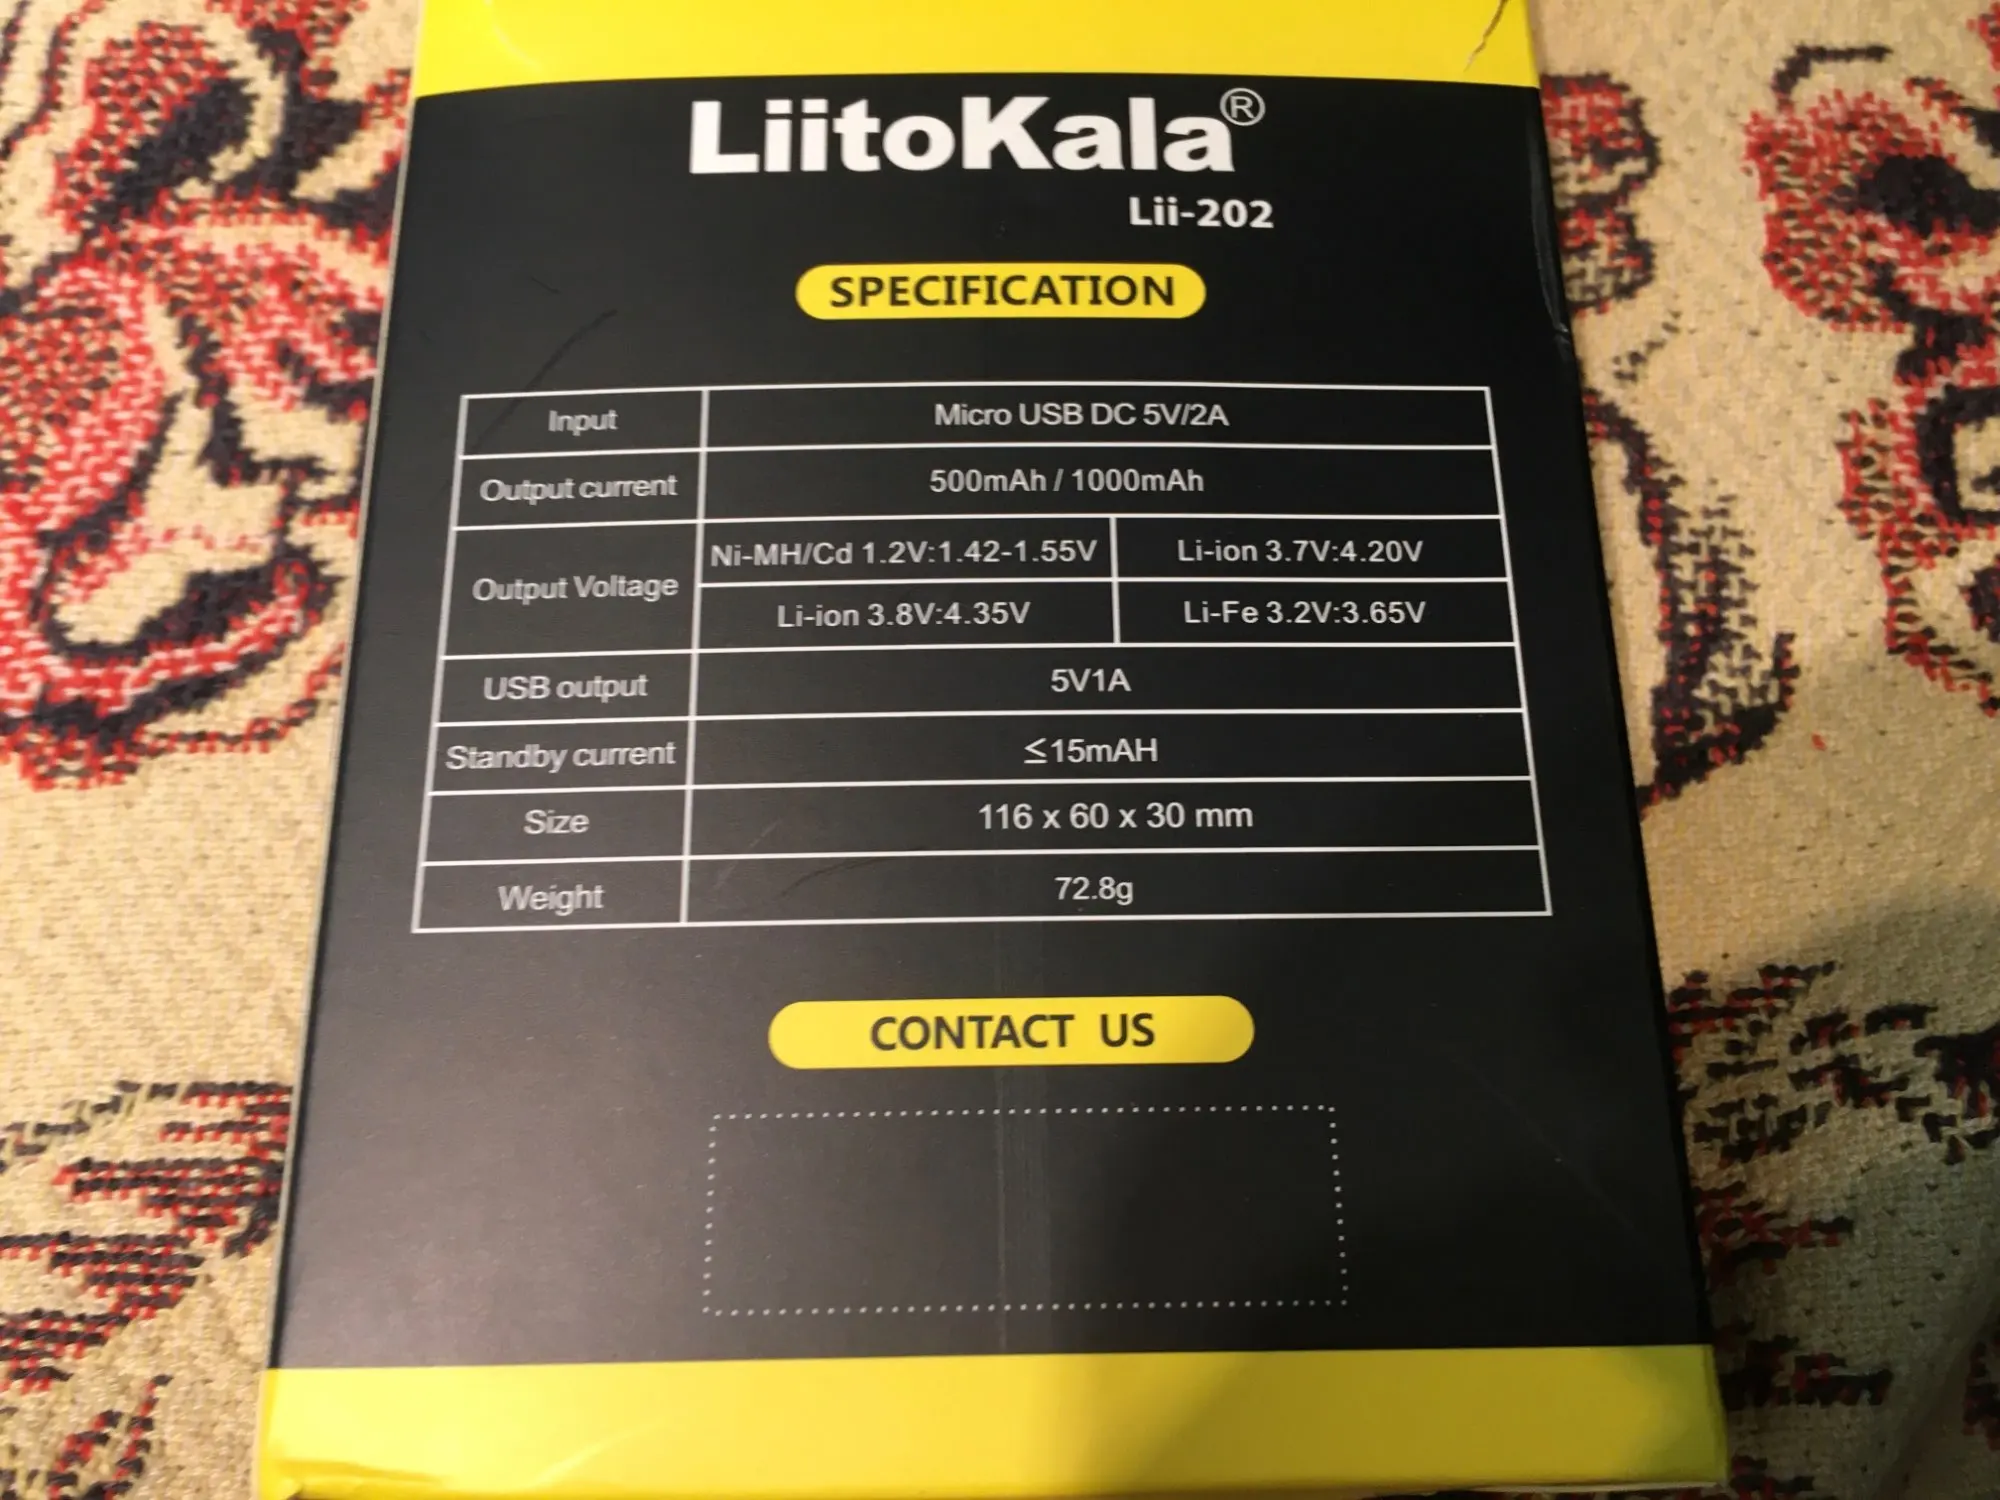 LiitoKala®
Lii-202
SPECIFICATION
Input Micro USB DC 5V/2A
Output current 500mAh / 1000mAh
Output Voltage Ni-MH/Cd 1.2V:1.42-1.55V Li-ion 3.7V:4.20V
Li-ion 3.8V:4.35V Li-Fe 3.2V:3.65V
USB output 5V1A
Standby current ≤15mAH
Size 116 x 60 x 30 mm
Weight 72.8g
CONTACT US